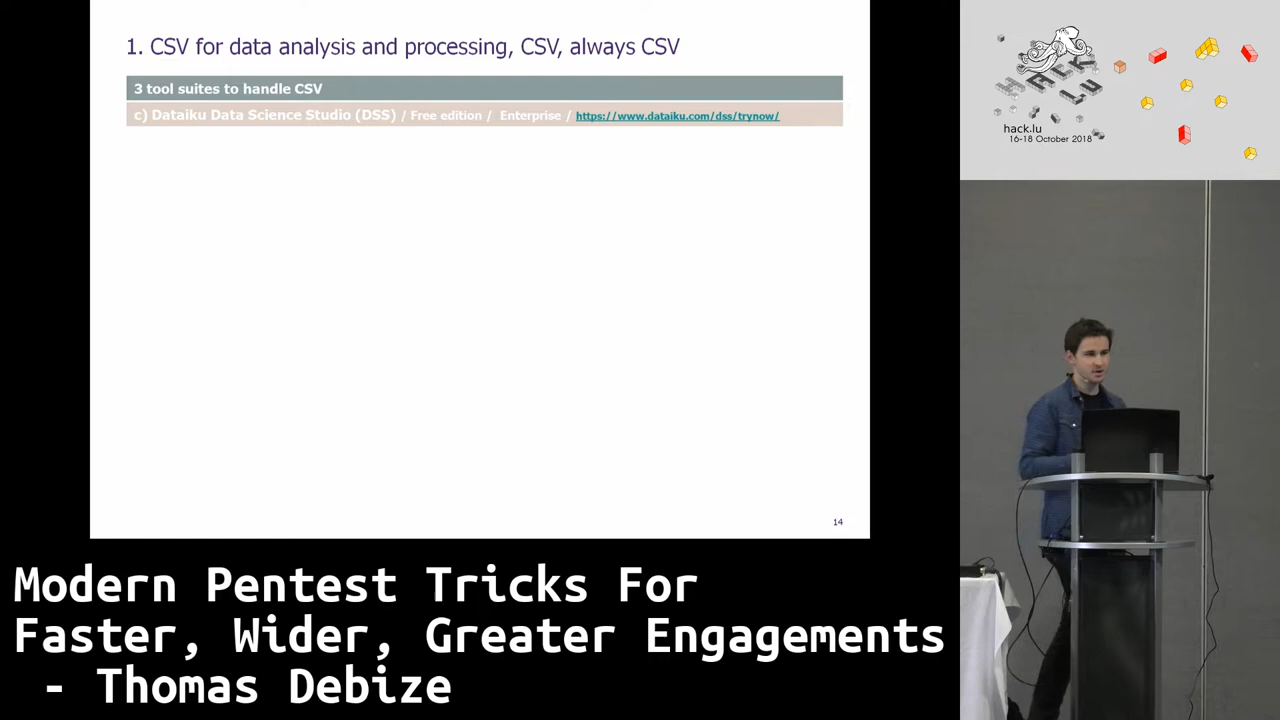 1. CSV for data analysis and processing, CSV, always CSV
3 tool suites to handle CSV
c) Dataiku Data Science Studio (DSS) / Free edition / Enterprise / https://www.dataiku.com/dss/trynow/
14
HACK
LU
hack.lu
16-18 October 2018
Modern Pentest Tricks For
Faster, Wider, Greater Engagements
- Thomas Debize